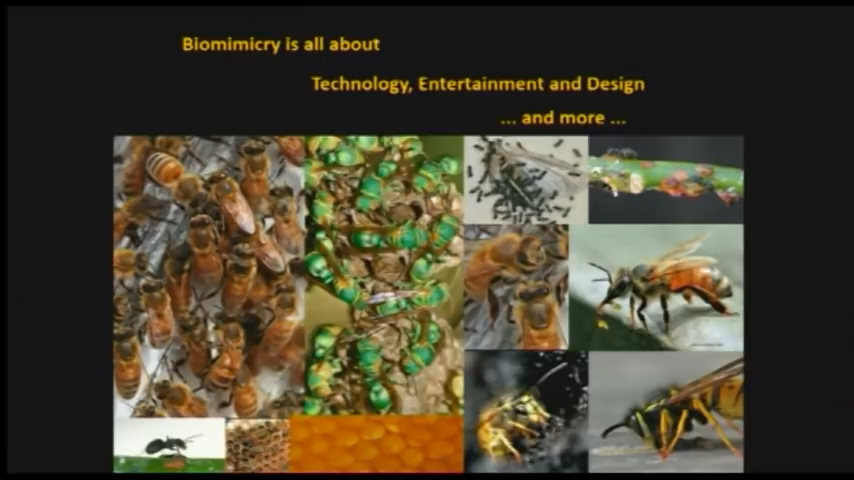 Biomimicry is all about
Technology, Entertainment and Design
... and more ...